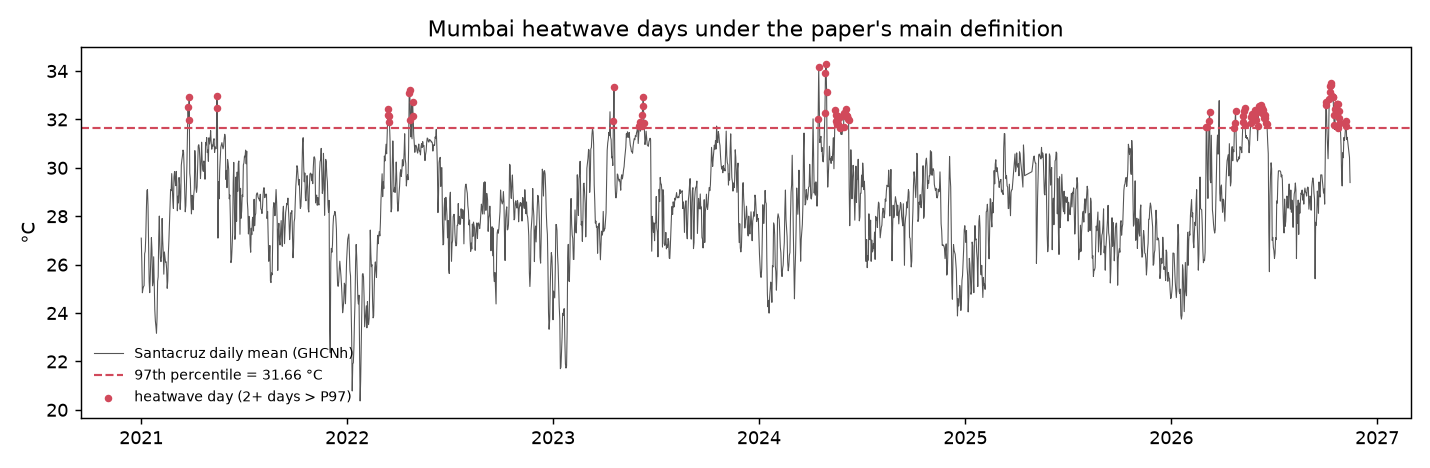 Mumbai heatwave days under the paper's main definition
34
32
30
28
26
24
22
20
°C
Santacruz daily mean (GHCNh)
97th percentile = 31.66 °C
heatwave day (2+ days > P97)
2021 2022 2023 2024 2025 2026 2027